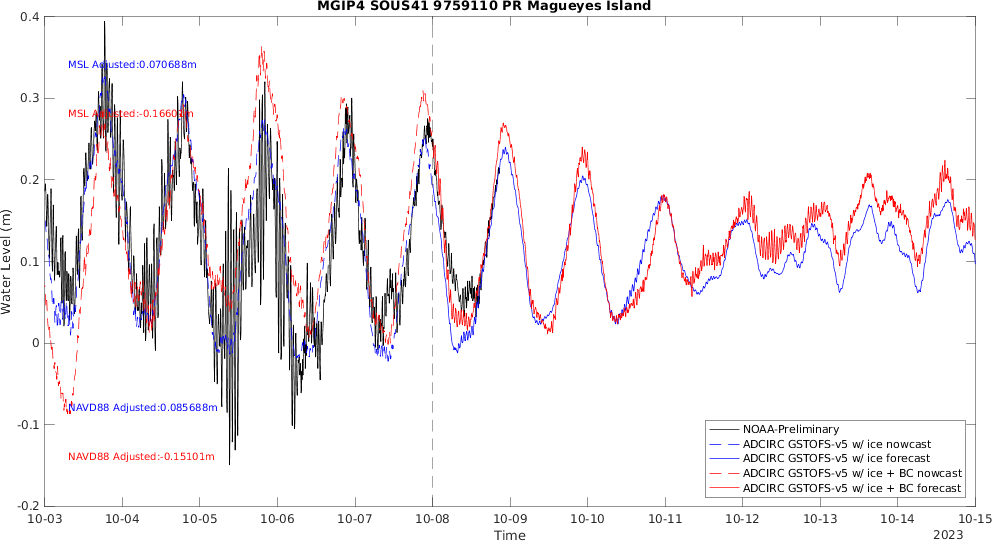 MGIP4 SOUS41 9759110 PR Magueyes Island
Water Level (m)
0.4
0.3
0.2
0.1
0
-0.1
-0.2
MSL Adjusted:0.070688m
MSL Adjusted:
NAVD88 Adjusted:0.085688m
NAVD88 Adjusted:-0.15101m
NOAA-Preliminary
ADCIRC GSTOFS-v5 w/ ice nowcast
ADCIRC GSTOFS-v5 w/ ice forecast
ADCIRC GSTOFS-v5 w/ ice + BC nowcast
ADCIRC GSTOFS-v5 w/ ice + BC forecast
10-03 10-04 10-05 10-06 10-07 10-08 10-09 10-10 10-11 10-12 10-13 10-14 10-15
Time
2023